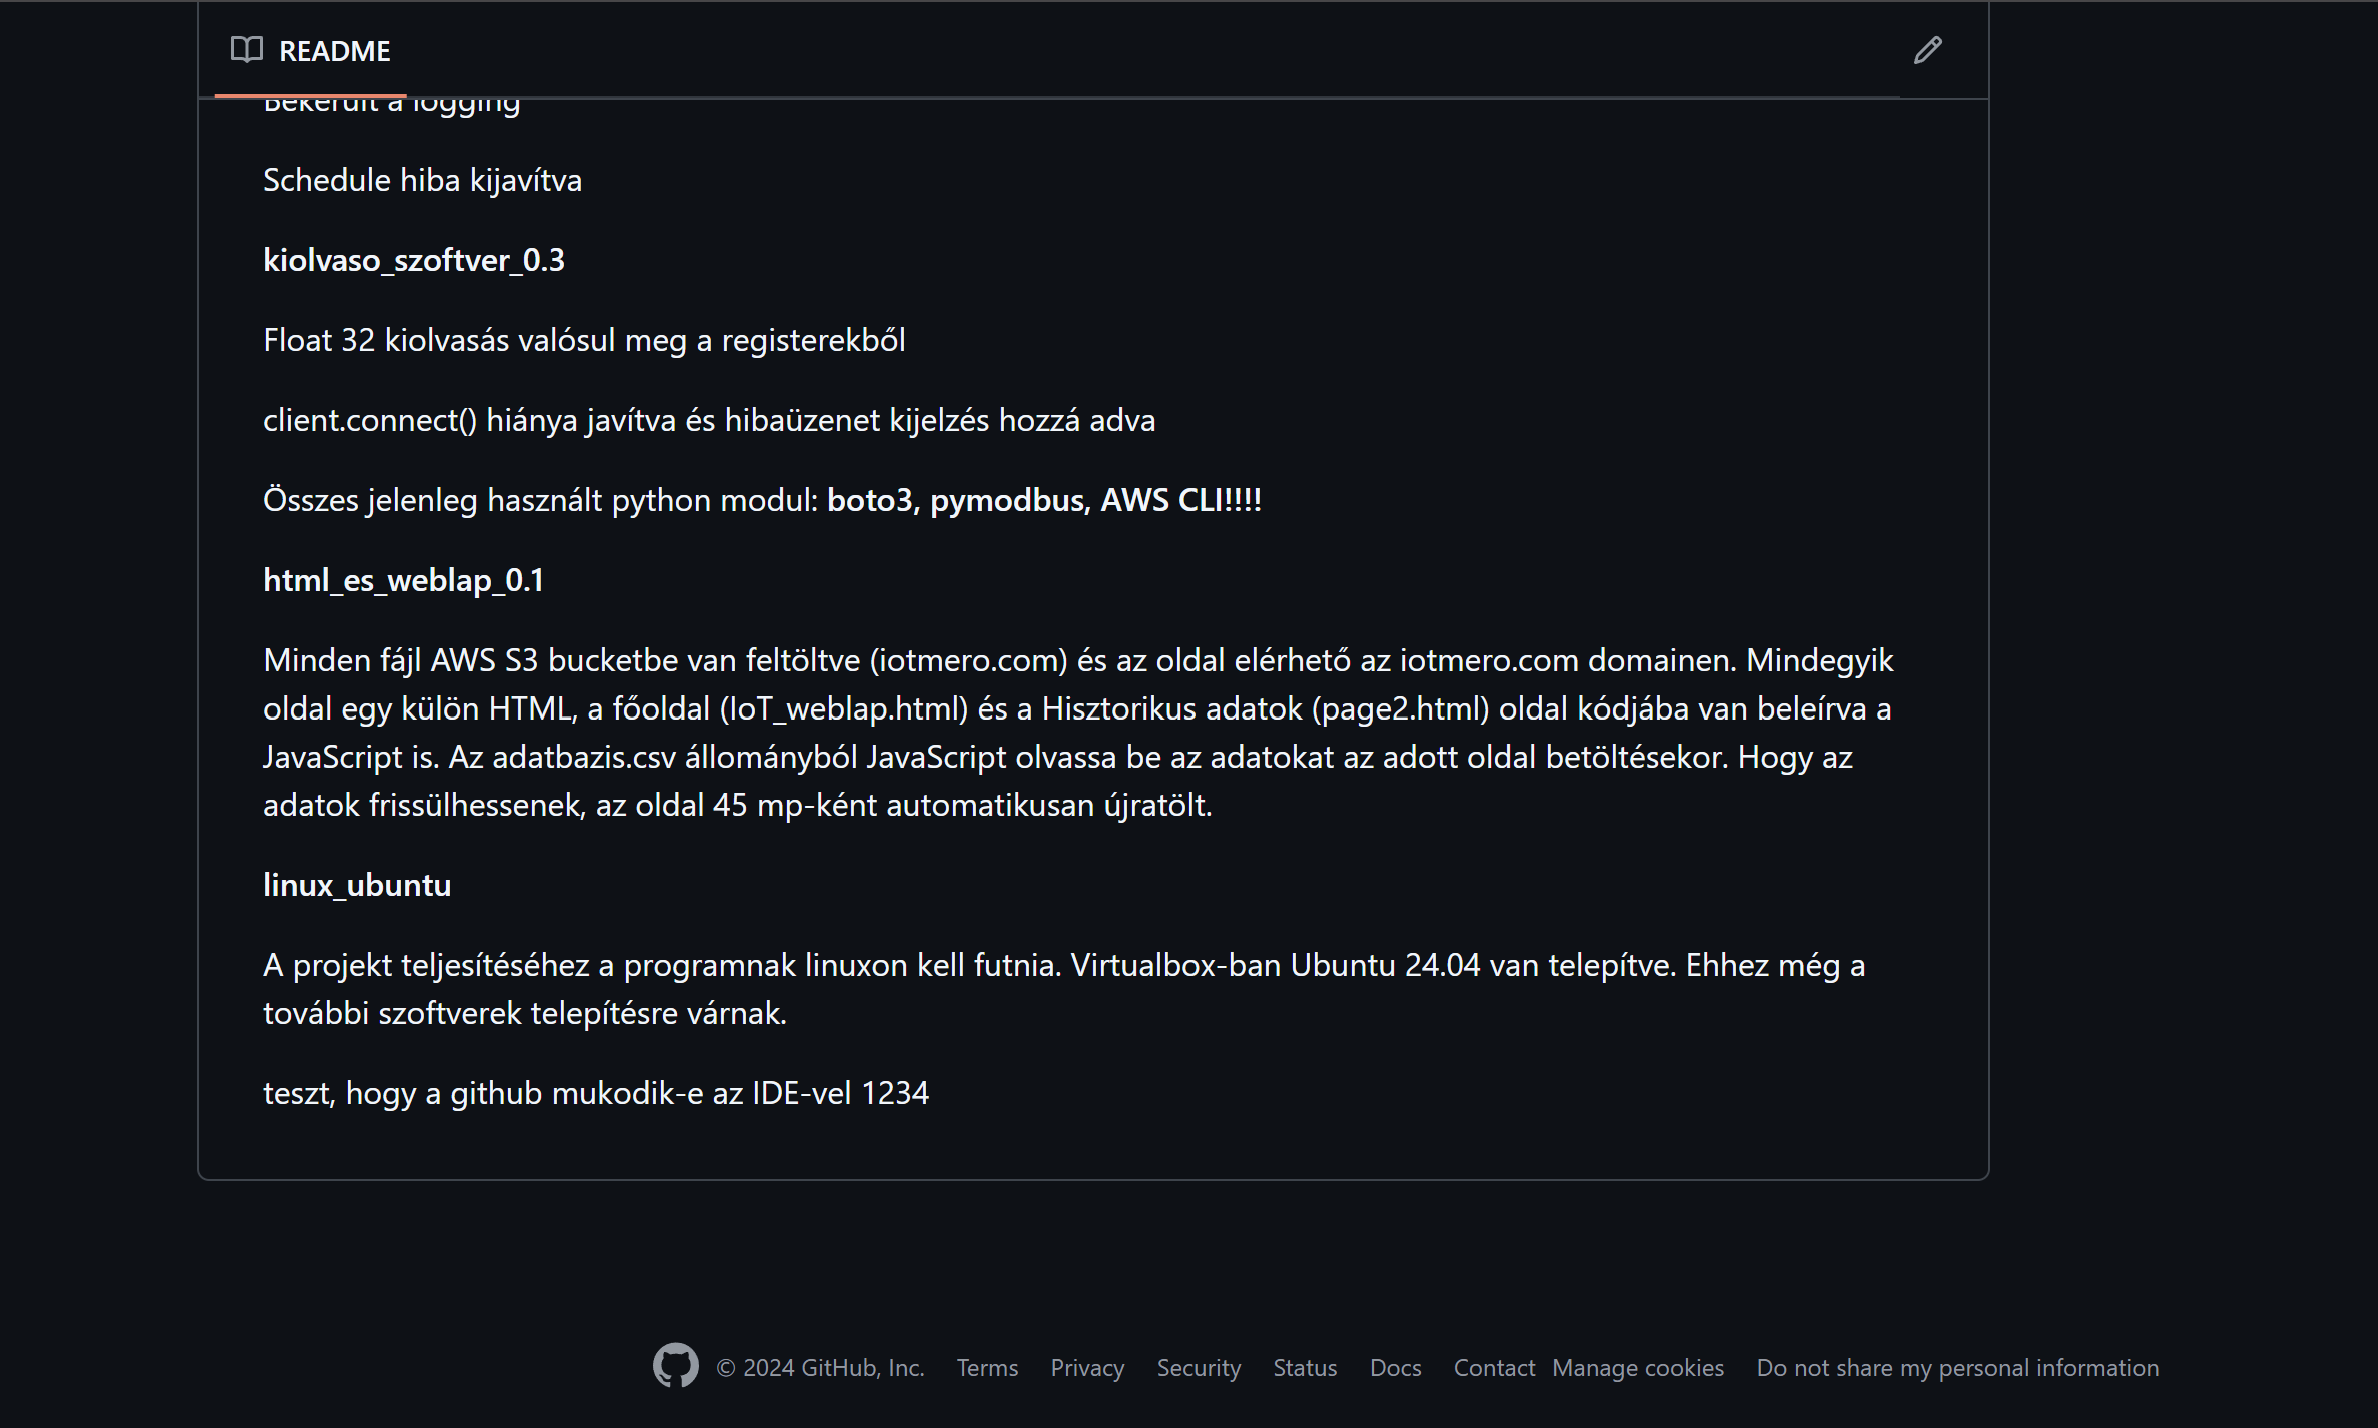 README
Bekerült a logging
Schedule hiba kijavítva
kiolvaso_szoftver_0.3
Float 32 kiolvasás valósul meg a registerekből
client.connect() hiánya javítva és hibaüzenet kijelzés hozzá adva
Összes jelenleg használt python modul: boto3, pymodbus, AWS CLI!!!!
html_es_weblap_0.1
Minden fájl AWS S3 bucketbe van feltöltve (iotmero.com) és az oldal elérhető az iotmero.com domainen. Mindegyik
oldal egy külön HTML, a főoldal (IoT_weblap.html) és a Hisztorikus adatok (page2.html) oldal kódjába van beleírva a
JavaScript is. Az adatbazis.csv állományból JavaScript olvassa be az adatokat az adott oldal betöltésekor. Hogy az
adatok frissülhessenek, az oldal 45 mp-ként automatikusan újratölt.
linux_ubuntu
A projekt teljesítéséhez a programnak linuxon kell futnia. Virtualbox-ban Ubuntu 24.04 van telepítve. Ehhez még a
további szoftverek telepítésre várnak.
teszt, hogy a github mukodik-e az IDE-vel 1234
© 2024 GitHub, Inc. Terms Privacy Security Status Docs Contact Manage cookies Do not share my personal information